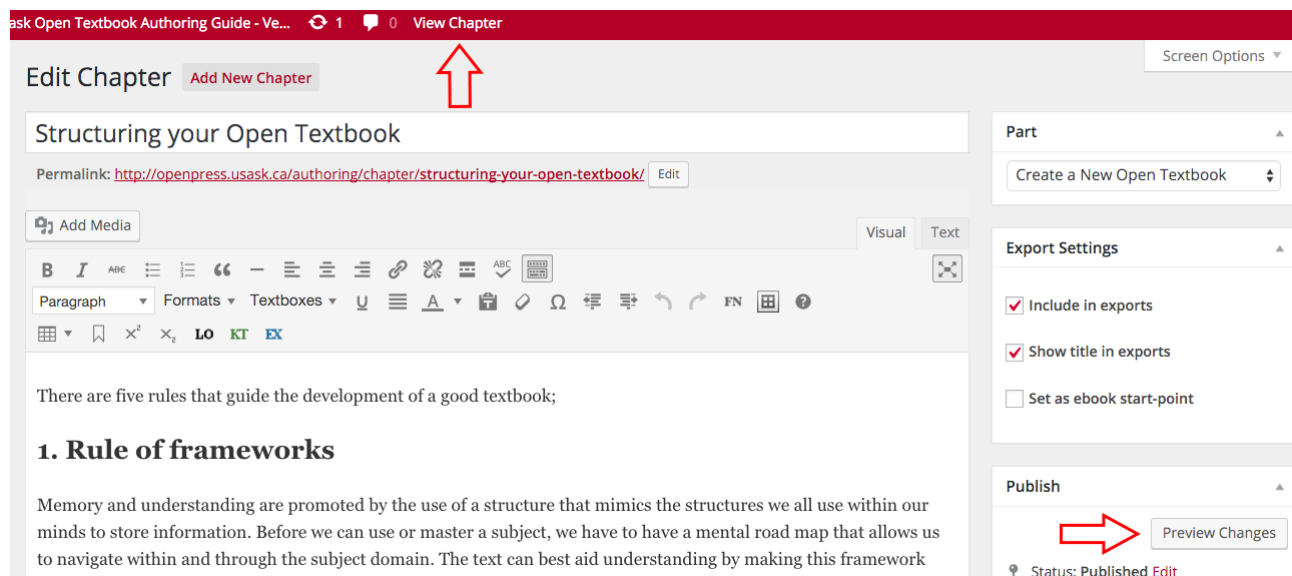 ask Open Textbook Authoring Guide - Ve... 1 0 View Chapter
Screen Options
Edit Chapter Add New Chapter
Structuring your Open Textbook
Permalink: http://openpress.usask.ca/authoring/chapter/structuring-your-open-textbook/ Edit
Add Media
Visual Text
B I ABC ABC
Paragraph Formats Textboxes U A Ω FN
X² X₂ LO KT EX
There are five rules that guide the development of a good textbook;
1. Rule of frameworks
Memory and understanding are promoted by the use of a structure that mimics the structures we all use within our
minds to store information. Before we can use or master a subject, we have to have a mental road map that allows us
to navigate within and through the subject domain. The text can best aid understanding by making this framework
Part
Create a New Open Textbook
Export Settings
Include in exports
Show title in exports
Set as ebook start-point
Publish
Preview Changes
Status: Published Edit